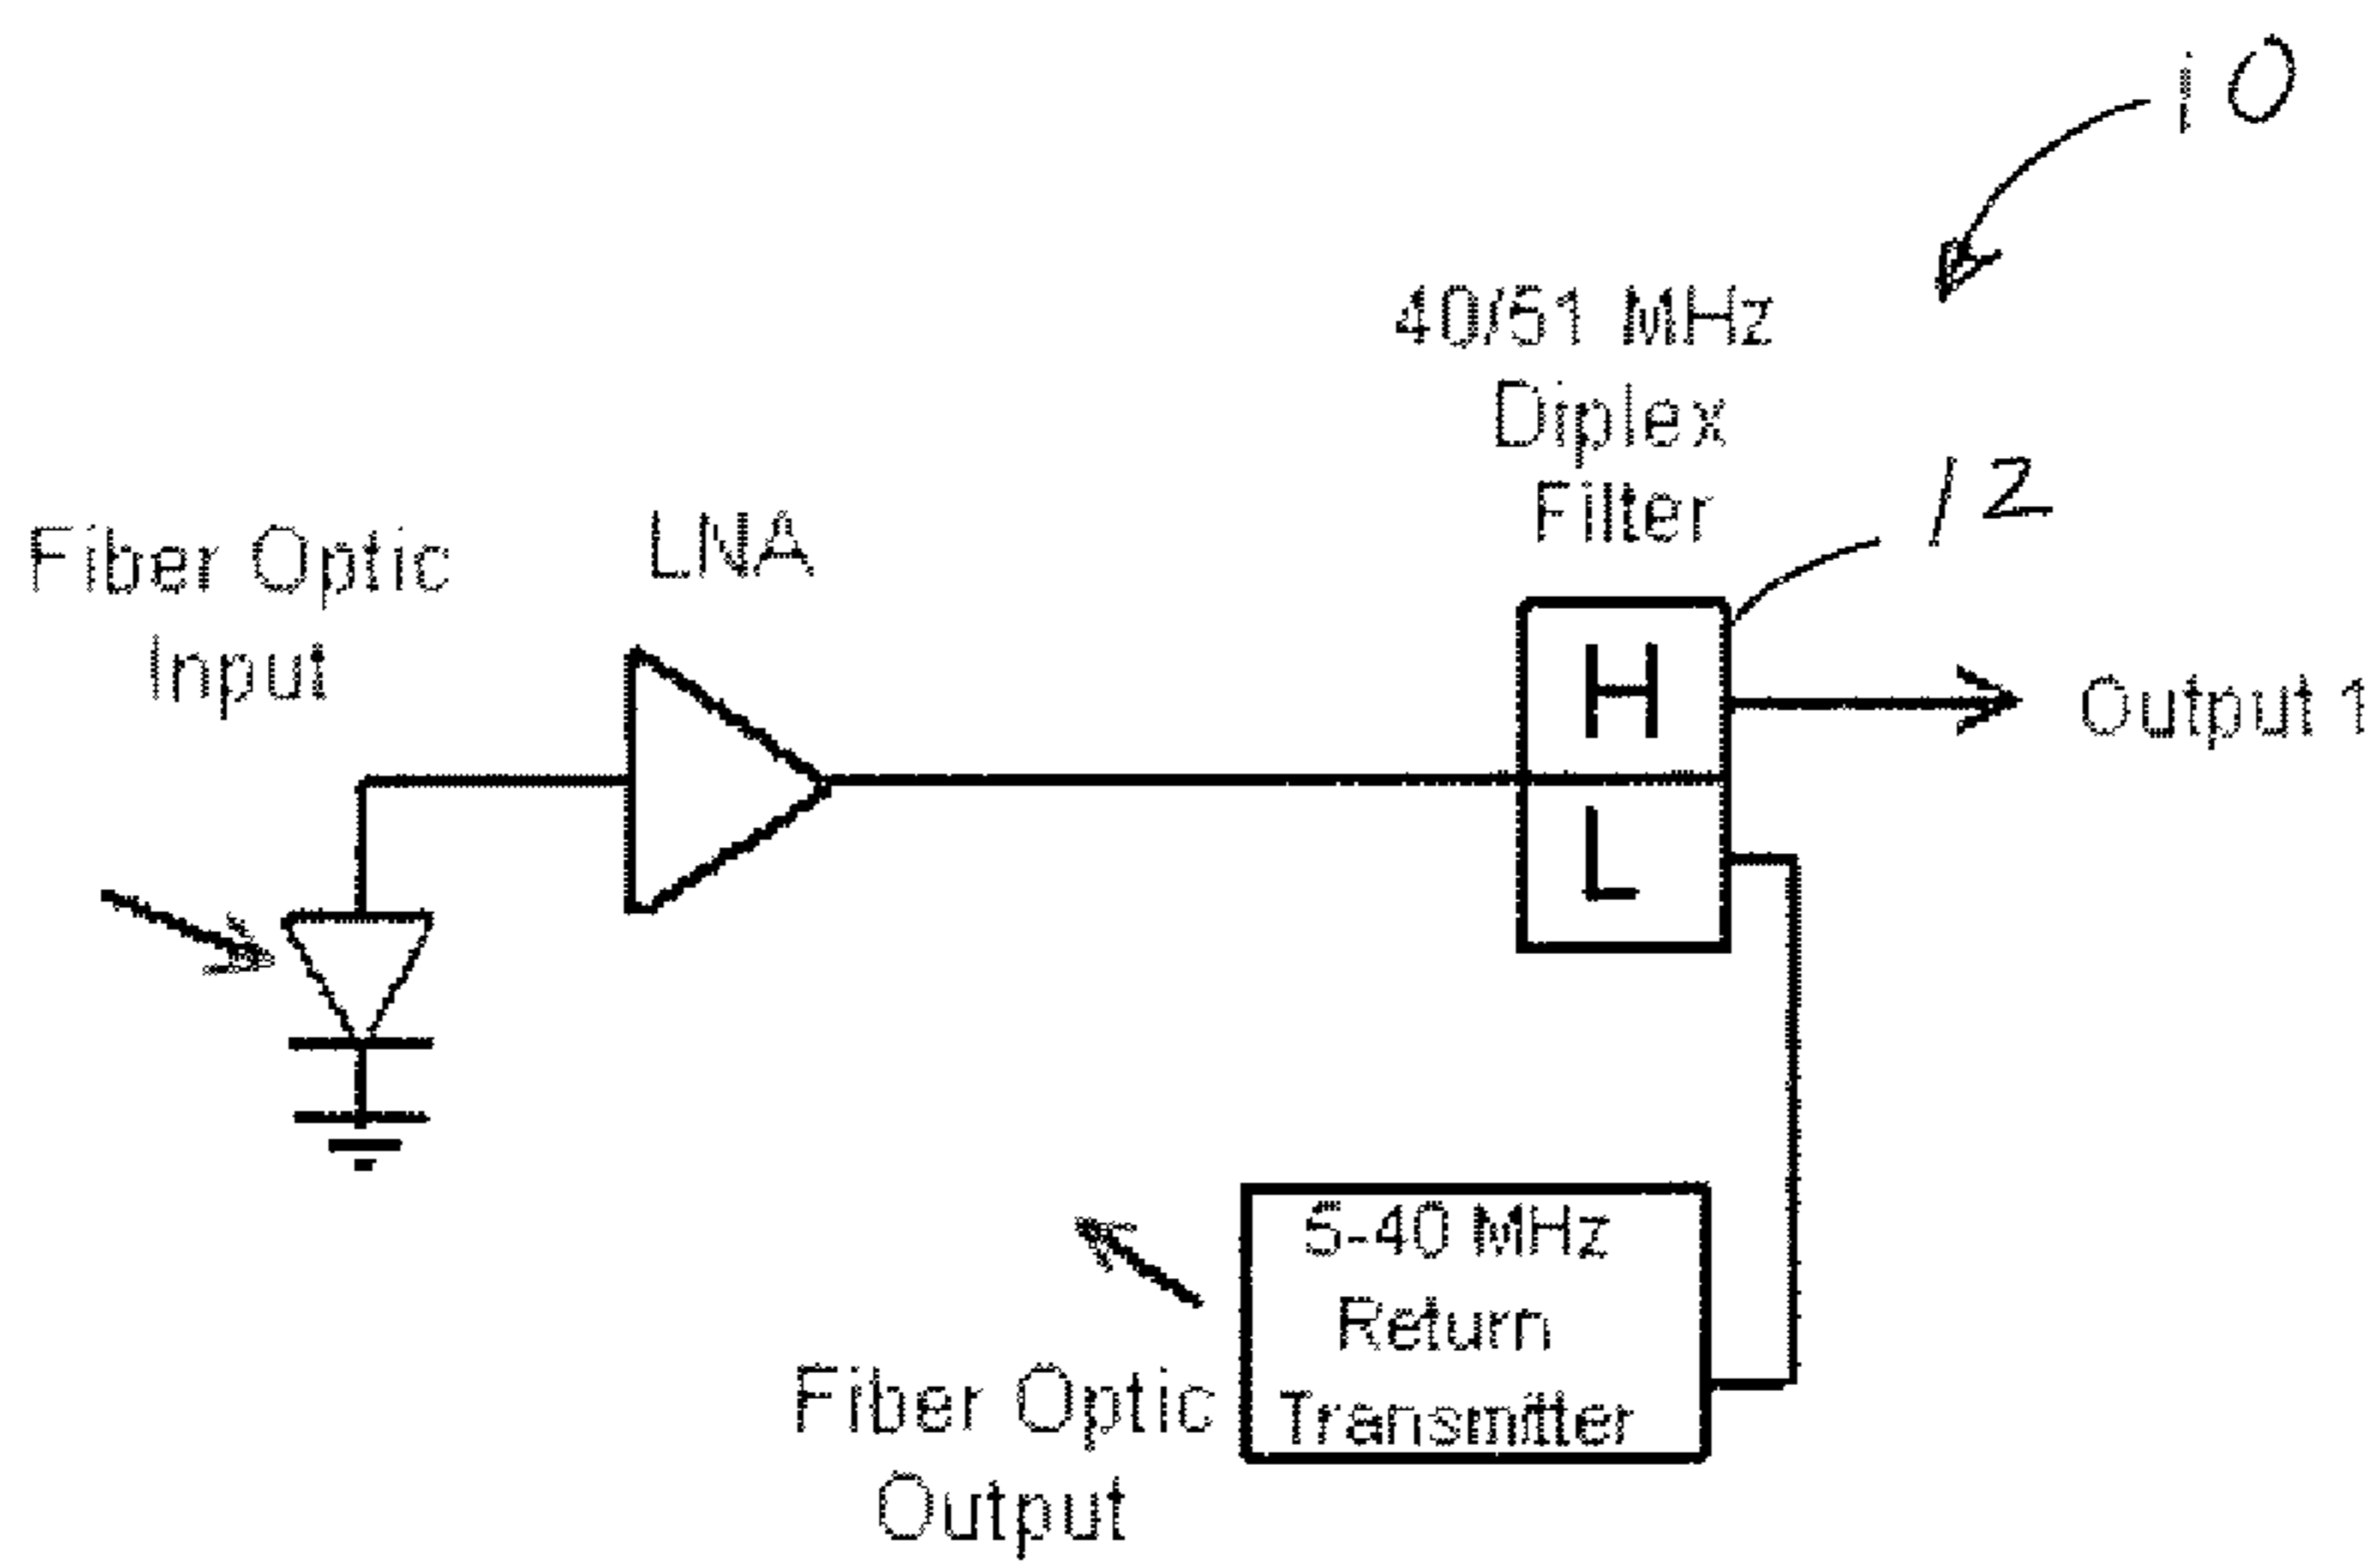 10
40/51 MHz
Diplex
Filter
12
LNA
Fiber Optic
Input
H
L
Output 1
5-40 MHz
Return
Transmitter
Fiber Optic
Output